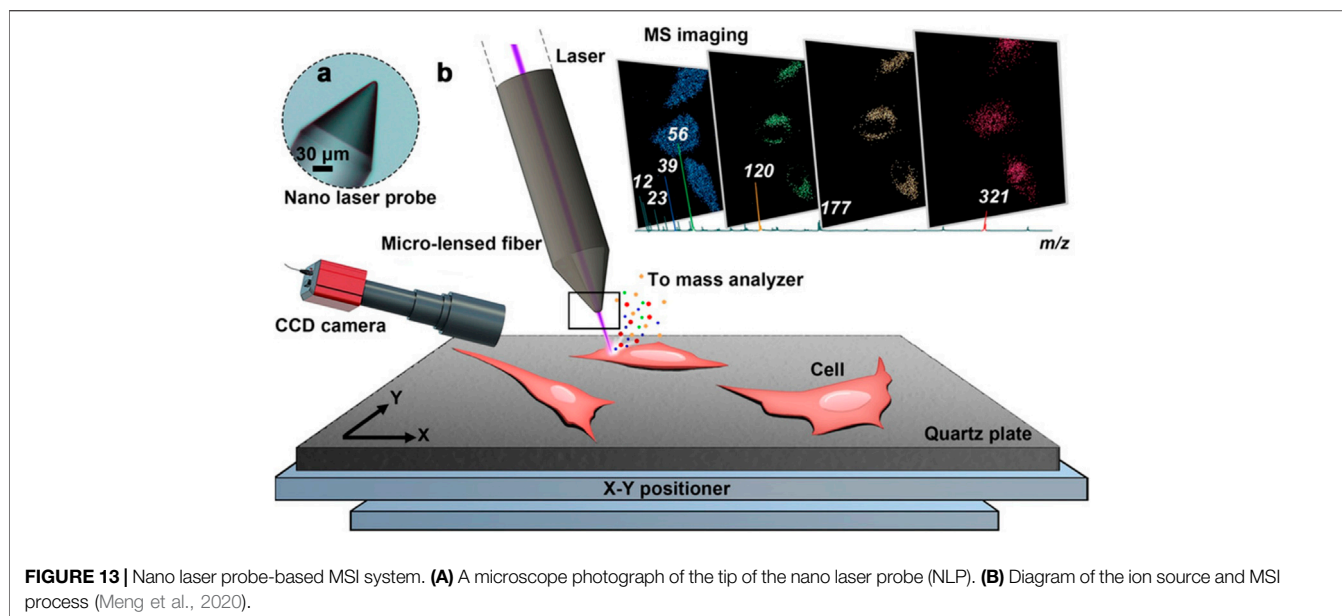 a
30 µm
Nano laser probe
b
Laser
MS imaging
12
23
39
56
120
177
321
m/z
Micro-lensed fiber
To mass analyzer
CCD camera
Cell
Y
X
Quartz plate
X-Y positioner
FIGURE 13 | Nano laser probe-based MSI system. (A) A microscope photograph of the tip of the nano laser probe (NLP). (B) Diagram of the ion source and MSI
process (Meng et al., 2020).